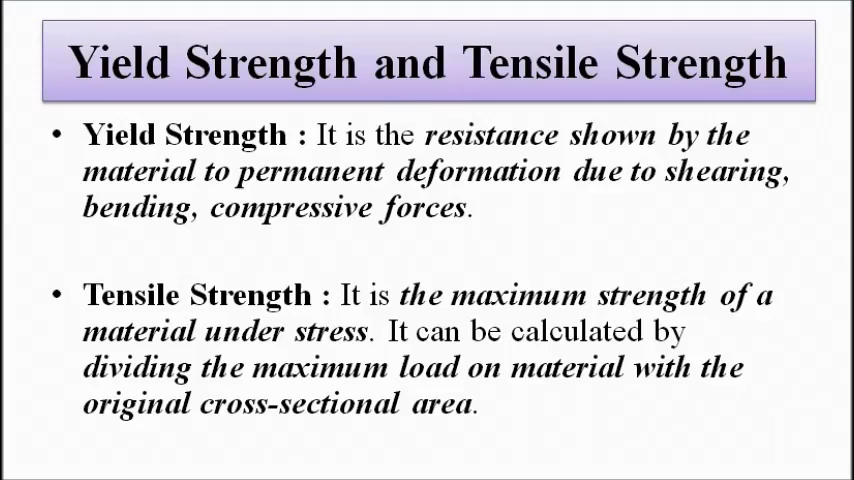 Yield Strength and Tensile Strength
• Yield Strength : It is the resistance shown by the
material to permanent deformation due to shearing,
bending, compressive forces.
• Tensile Strength : It is the maximum strength of a
material under stress. It can be calculated by
dividing the maximum load on material with the
original cross-sectional area.